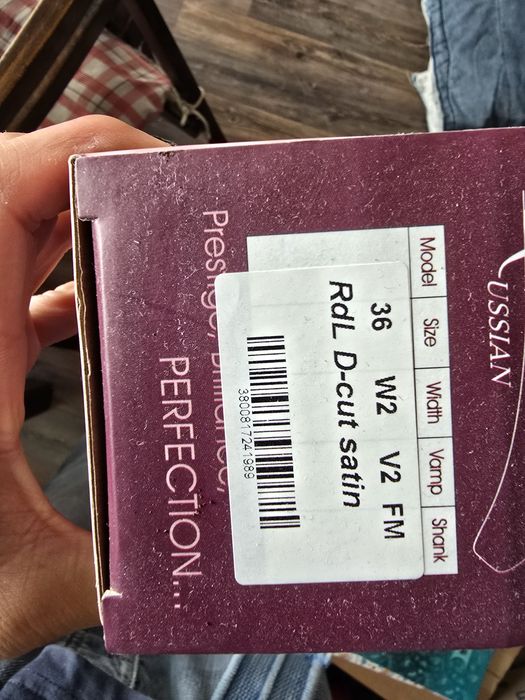 USSIAN
Model Size Width Vamp Shank
36 W2 V2 FM
RdL D-cut satin
3800817241989
PERFECTION...